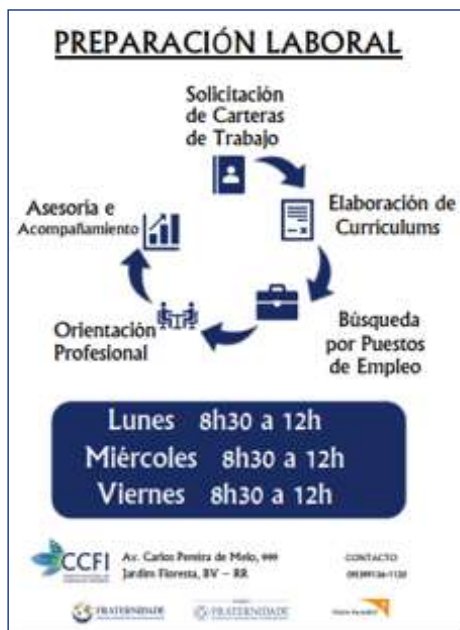 PREPARACIÓN LABORAL
Solicitación
de Carteras
de Trabajo
Elaboración de
Curriculums
Búsqueda
por Puestos
de Empleo
Orientación
Profesional
Asesoria e
Acompañamiento
Lunes 8h30 a 12h
Miércoles 8h30 a 12h
Viernes 8h30 a 12h
CCFI
Av. Carlos Pereira de Melo,
Jardim Floresta, BV – RR
CONTACTO
FRATERNIDADE
FRATERNIDADE